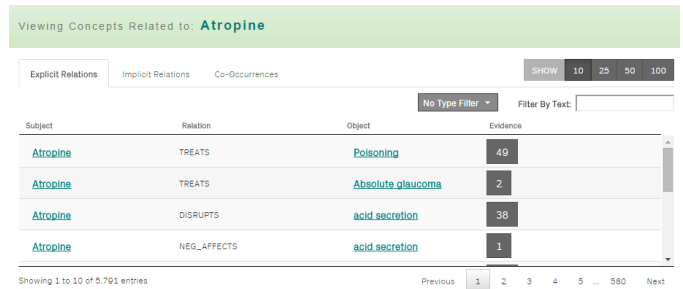 Viewing Concepts Related to: Atropine
Explicit Relations Implicit Relations Co-Occurrences SHOW 10 25 50 100
No Type Filter Filter By Text:
Subject Relation Object Evidence
Atropine TREATS Poisoning 49
Atropine TREATS Absolute glaucoma 2
Atropine DISRUPTS acid secretion 38
Atropine NEG_AFFECTS acid secretion 1
Showing 1 to 10 of 5,791 entries Previous 1 2 3 4 5 ... 580 Next